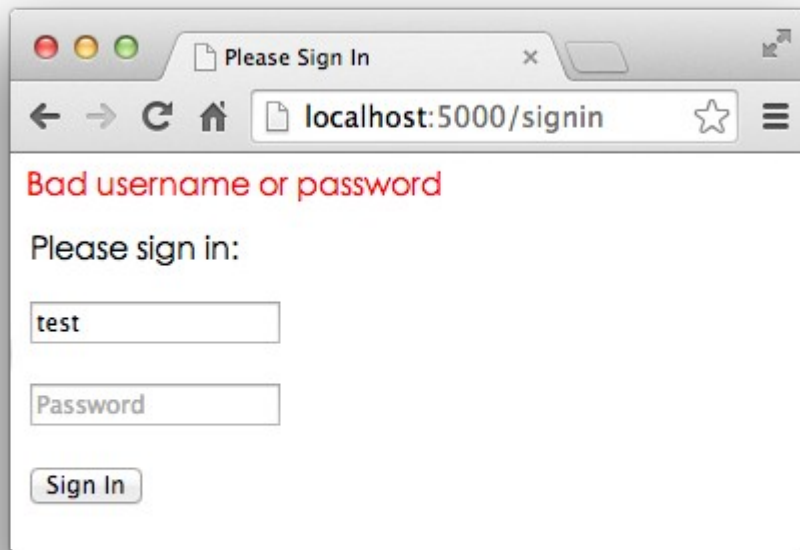 Please Sign In
localhost:5000/signin
Bad username or password
Please sign in:
test
Password
Sign In